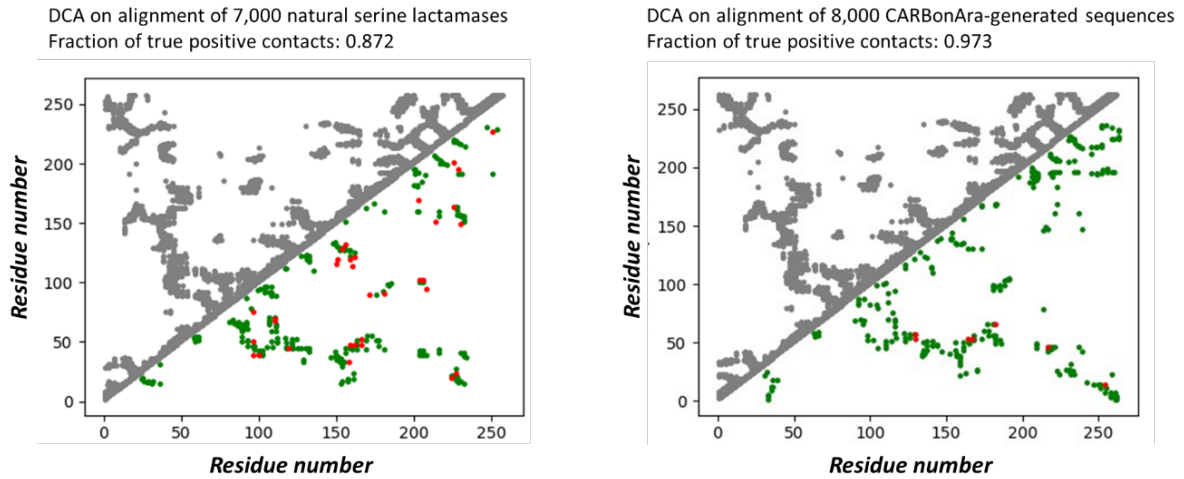 DCA on alignment of 7,000 natural serine lactamases
Fraction of true positive contacts: 0.872
250
200
150
100
50
0
Residue number
0 50 100 150 200 250
Residue number
DCA on alignment of 8,000 CARBonAra-generated sequences
Fraction of true positive contacts: 0.973
250
200
150
100
50
0
Residue number
0 50 100 150 200 250
Residue number